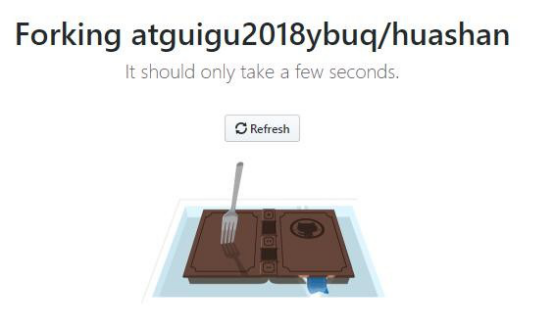 Forking atguigu2018ybuq/huashan
It should only take a few seconds.
Refresh